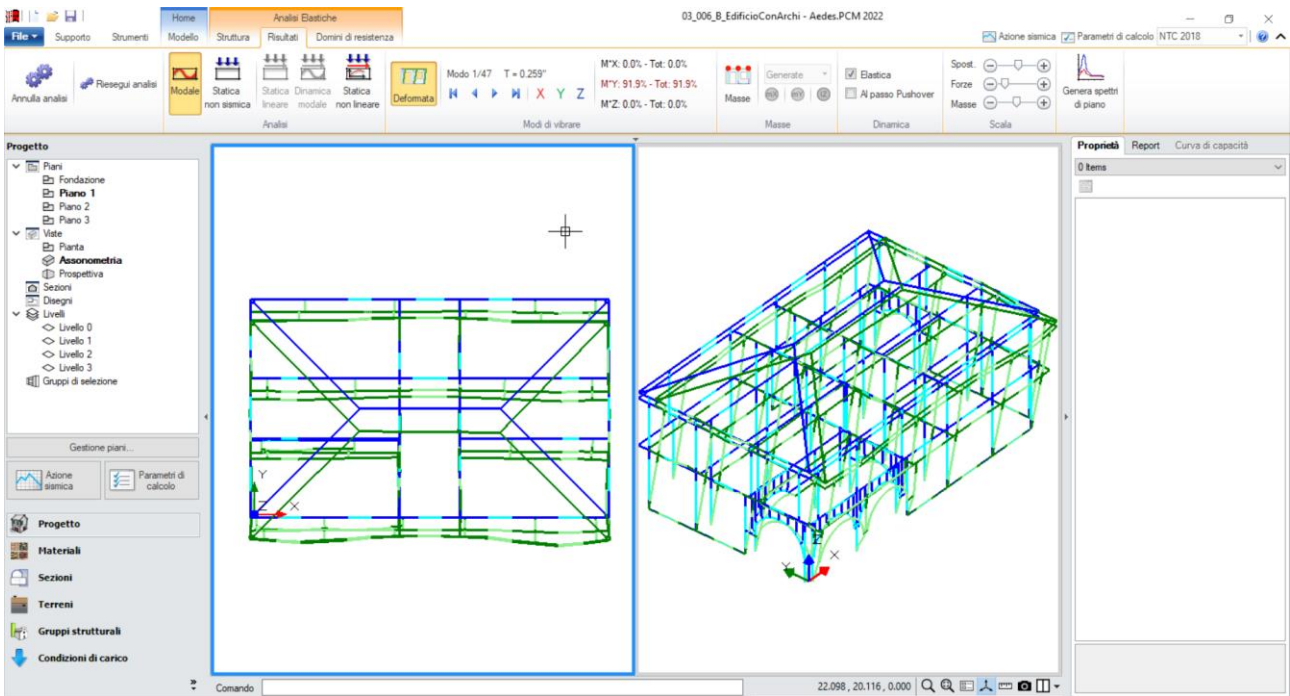 03_006_B_EdificioConArchi - Aedes.PCM 2022
Home
Analisi Elastiche
File
Supporto
Strumenti
Modello
Struttura
Risultati
Domini di resistenza
Azione sismica
Parametri di calcolo
NTC 2018
Annulla analisi
Riesegui analisi
Modale
Statica
non sismica
Statica
lineare
Dinamica
modale
Statica
non lineare
Analisi
Deformata
Modo 1/47 T = 0.259"
X Y Z
M*X: 0.0% - Tot: 0.0%
M*Y: 91.9% - Tot: 91.9%
M*Z: 0.0% - Tot: 0.0%
Modi di vibrare
Masse
Generate
Masse
Elastica
Al passo Pushover
Dinamica
Spost.
Forze
Masse
Scala
Genera spettri
di piano
Progetto
Piani
Fondazione
Piano 1
Piano 2
Piano 3
Viste
Pianta
Assonometria
Prospettiva
Sezioni
Disegni
Livelli
Livello 0
Livello 1
Livello 2
Livello 3
Gruppi di selezione
Gestione piani...
Azione
sismica
Parametri di
calcolo
Progetto
Materiali
Sezioni
Terreni
Gruppi strutturali
Condizioni di carico
Y
Z
X
Z
Y
X
Proprietà
Report
Curva di capacità
0 Items
Comando
22.098 , 20.116 , 0.000